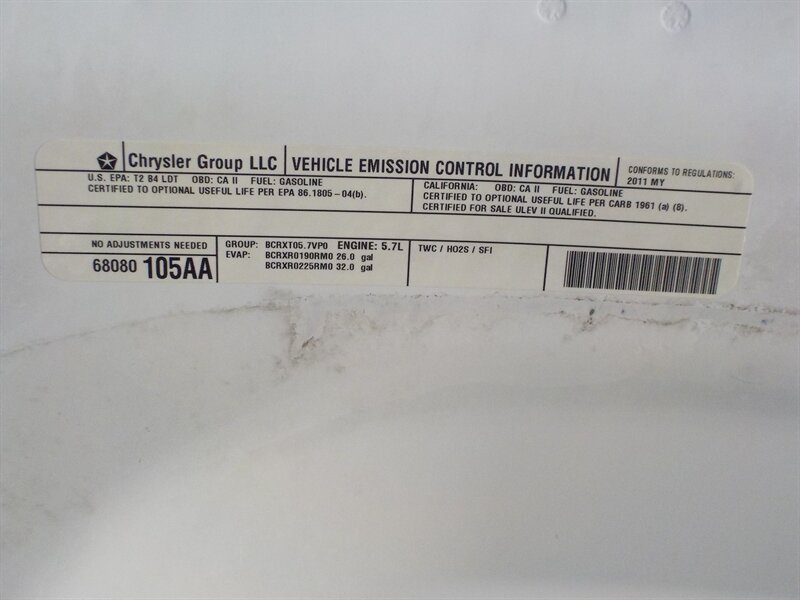 Chrysler Group LLC
VEHICLE EMISSION CONTROL INFORMATION
CONFORMS TO REGULATIONS:
2011 MY
U.S. EPA: T2 B4 LDT OBD: CA II FUEL: GASOLINE
CERTIFIED TO OPTIONAL USEFUL LIFE PER EPA 86.1805-04(b).
CALIFORNIA: OBD: CA II FUEL: GASOLINE
CERTIFIED TO OPTIONAL USEFUL LIFE PER CARB 1961 (a) (8).
CERTIFIED FOR SALE ULEV II QUALIFIED.
NO ADJUSTMENTS NEEDED
68080 105AA
GROUP: BCRXT05.7VP0 ENGINE: 5.7L
EVAP: BCRXR0190RM0 26.0 gal
BCRXR0225RM0 32.0 gal
TWC / HO2S / SFI